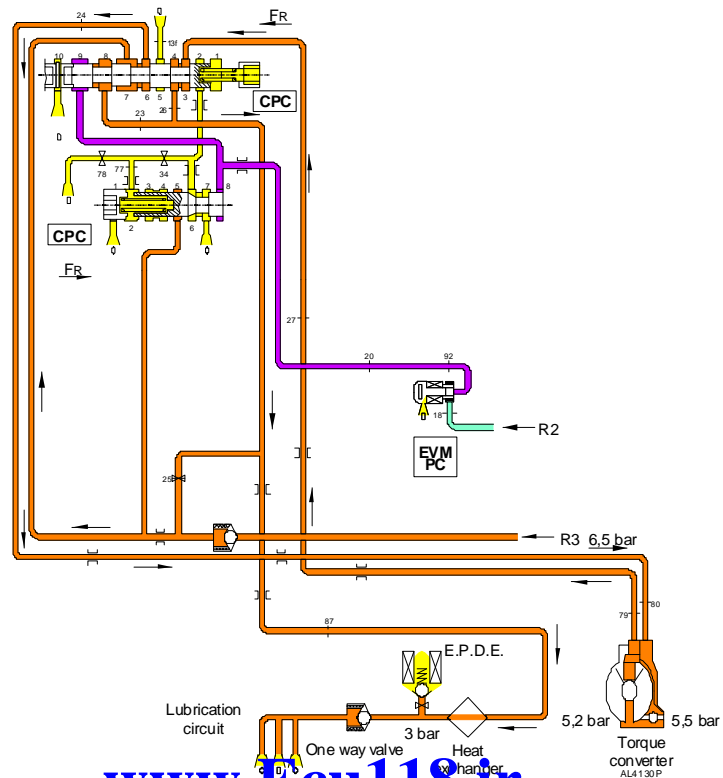 24
13f
FR
10 9 8 4 2 1
7 6 5 3
26
CPC
23
77
78 34
1 3 4 5 7 8
2 6
CPC
FR
27
20 92
18
R2
EVM
PC
25
R3 6,5 bar
80
79
87
E.P.D.E.
Lubrication
circuit
5,2 bar
5,5 bar
3 bar
One way valve
Heat
Torque
converter
AL4130P
www.Ecu118.ir